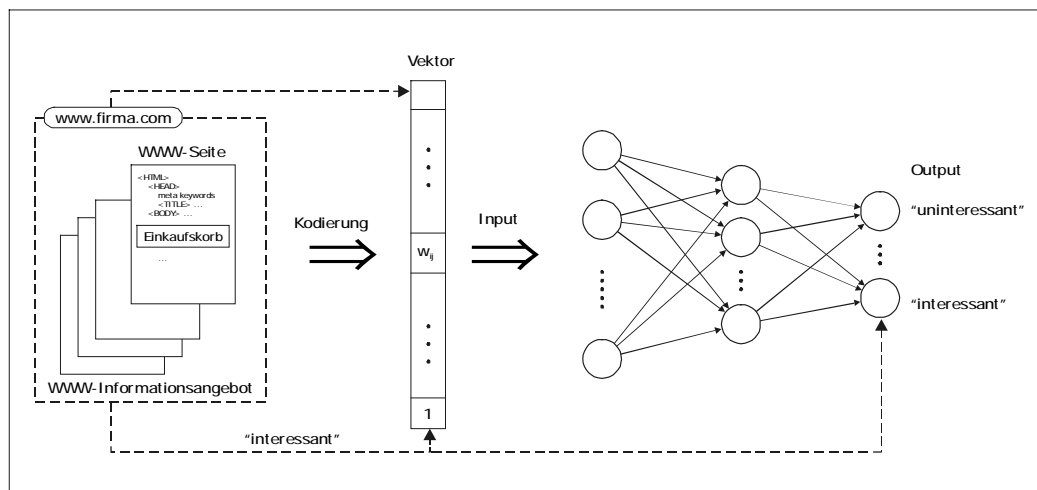 Vektor
www.firma.com
WWW-Seite
<HTML>
<HEAD>
meta keywords
<TITLE> ...
<BODY> ...
Einkaufskorb
...
WWW-Informationsangebot
Kodierung
wij
Input
Output
"uninteressant"
"interessant"
1
"interessant"